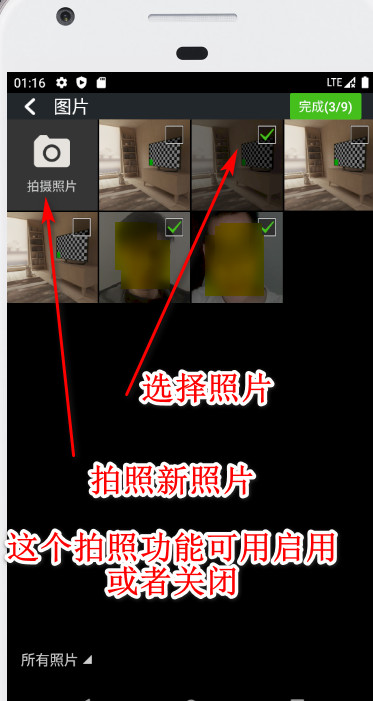 01:16 LTE
图片 完成(3/9)
拍摄照片
选择照片
拍照新照片
这个拍照功能可用启用
或者关闭
所有照片